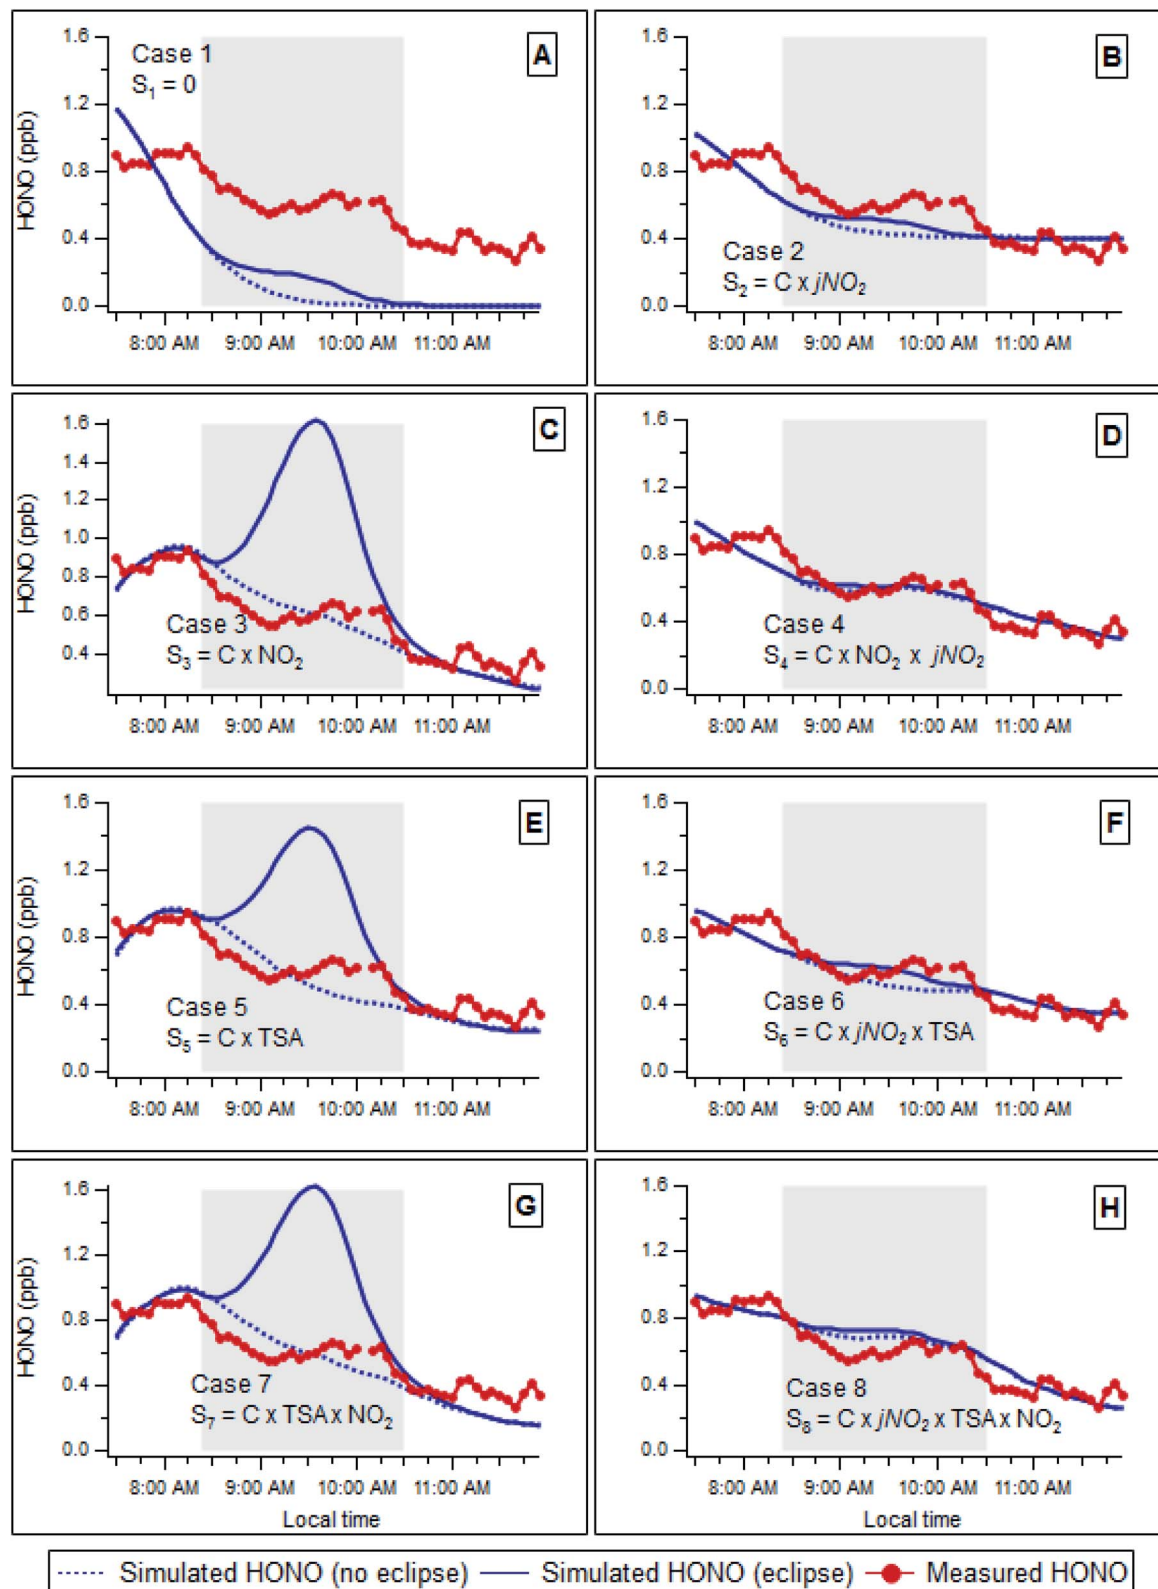 A
Case 1
S₁ = 0
HONO (ppb)
1.6
1.2
0.8
0.4
0.0
8:00 AM 9:00 AM 10:00 AM 11:00 AM
B
Case 2
S₂ = C x jNO₂
1.6
1.2
0.8
0.4
0.0
8:00 AM 9:00 AM 10:00 AM 11:00 AM
C
Case 3
S₃ = C x NO₂
HONO (ppb)
1.6
1.4
1.2
1.0
0.8
0.6
0.4
8:00 AM 9:00 AM 10:00 AM 11:00 AM
D
Case 4
S₄ = C x NO₂ x jNO₂
1.6
1.2
0.8
0.4
0.0
8:00 AM 9:00 AM 10:00 AM 11:00 AM
E
Case 5
S₅ = C x TSA
HONO (ppb)
1.6
1.2
0.8
0.4
0.0
8:00 AM 9:00 AM 10:00 AM 11:00 AM
F
Case 6
S₆ = C x jNO₂ x TSA
1.6
1.2
0.8
0.4
0.0
8:00 AM 9:00 AM 10:00 AM 11:00 AM
G
Case 7
S₇ = C x TSA x NO₂
HONO (ppb)
1.6
1.2
0.8
0.4
0.0
8:00 AM 9:00 AM 10:00 AM 11:00 AM
Local time
H
Case 8
S₈ = C x jNO₂ x TSA x NO₂
1.6
1.2
0.8
0.4
0.0
8:00 AM 9:00 AM 10:00 AM 11:00 AM
Local time
Simulated HONO (no eclipse) Simulated HONO (eclipse) Measured HONO